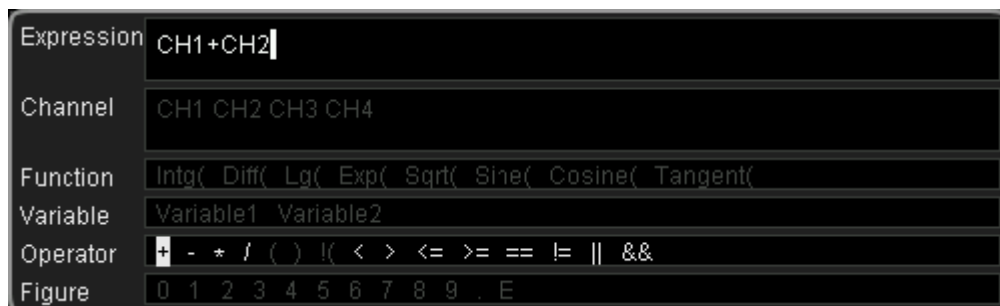 Expression CH1+CH2
Channel CH1 CH2 CH3 CH4
Function Intg( Diff( Lg( Exp( Sqrt( Sine( Cosine( Tangent(
Variable Variable1 Variable2
Operator + - * / ( ) !( < > <= >= == != || &&
Figure 0 1 2 3 4 5 6 7 8 9 . E